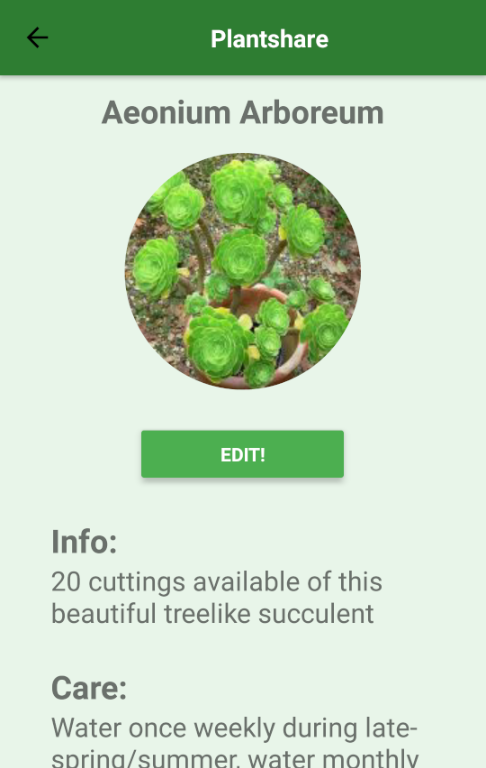 Plantshare
Aeonium Arboreum
EDIT!
Info:
20 cuttings available of this
beautiful treelike succulent
Care:
Water once weekly during late-
spring/summer, water monthly